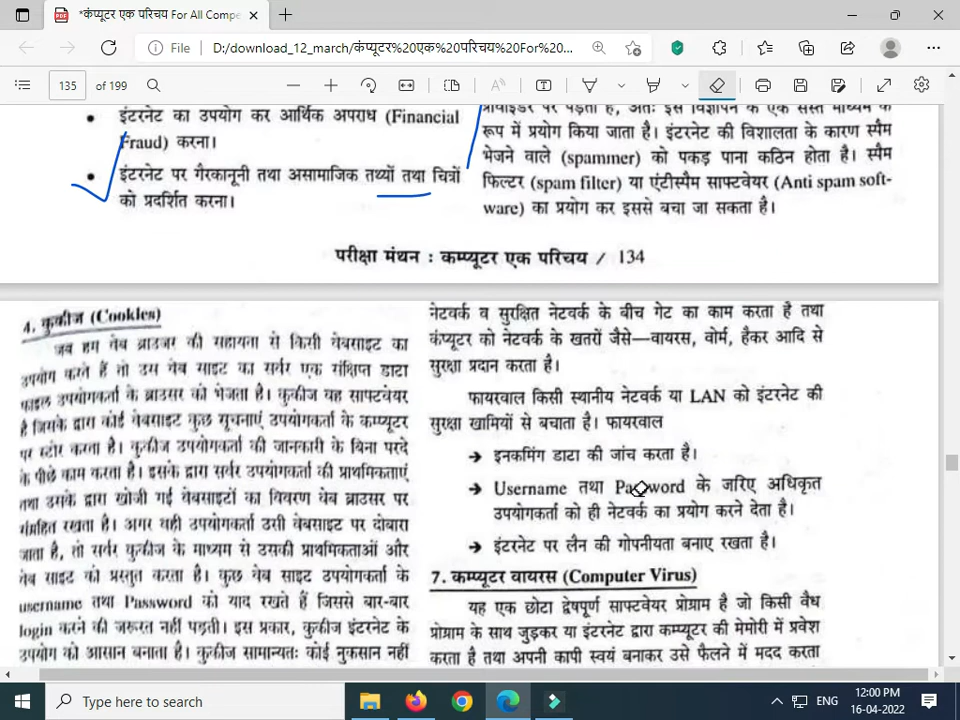 *कंप्यूटर एक परिचय For All Compe
File
D:/download_12_march/कंप्यूटर%20एक%20परिचय%20For%20...
135
of 199
इंटरनेट का उपयोग कर आर्थिक अपराध (Financial
Fraud) करना।
इंटरनेट पर गैरकानूनी तथा असामाजिक तथ्यों तथा चित्रों
को प्रदर्शित करना।
प्रोवाइडर पर पड़ता है, अतः इसे विज्ञापन के एक सस्ते माध्यम के
रूप में प्रयोग किया जाता है। इंटरनेट की विशालता के कारण स्पैम
भेजने वाले (spammer) को पकड़ पाना कठिन होता है। स्पैम
फिल्टर (spam filter) या एंटीस्पैम साफ्टवेयर (Anti spam soft-
ware) का प्रयोग कर इससे बचा जा सकता है।
परीक्षा मंथन : कम्प्यूटर एक परिचय / 134
4. कुकीज (Cookies)
जब हम वेब ब्राउजर की सहायता से किसी वेबसाइट का
उपयोग करते हैं तो उस वेब साइट का सर्वर एक संक्षिप्त डाटा
फाइल उपयोगकर्ता के ब्राउसर को भेजता है। कुकीज यह साफ्टवेयर
है जिसके द्वारा कोई वेबसाइट कुछ सूचनाएं उपयोगकर्ता के कम्प्यूटर
पर स्टोर करता है। कुकीज उपयोगकर्ता की जानकारी के बिना परदे
के पीछे काम करता है। इसके द्वारा सर्वर उपयोगकर्ता की प्राथमिकताएं
तथा उसके द्वारा खोजी गई वेबसाइटों का विवरण वेब ब्राउसर पर
संग्रहित रखता है। अगर वही उपयोगकर्ता उसी वेबसाइट पर दोबारा
जाता है, तो सर्वर कुकीज के माध्यम से उसकी प्राथमिकताओं और
वेब साइट को प्रस्तुत करता है। कुछ वेब साइट उपयोगकर्ता के
username तथा Password को याद रखते हैं जिससे बार-बार
login करने की जरूरत नहीं पड़ती। इस प्रकार, कुकीज इंटरनेट के
उपयोग को आसान बनाता है। कुकीज सामान्यतः कोई नुकसान नहीं
नेटवर्क व सुरक्षित नेटवर्क के बीच गेट का काम करता है तथा
कंप्यूटर को नेटवर्क के खतरों जैसे—वायरस, वोर्म, हैकर आदि से
सुरक्षा प्रदान करता है।
फायरवाल किसी स्थानीय नेटवर्क या LAN को इंटरनेट की
सुरक्षा खामियों से बचाता है। फायरवाल
→ इनकमिंग डाटा की जांच करता है।
→ Username तथा Password के जरिए अधिकृत
उपयोगकर्ता को ही नेटवर्क का प्रयोग करने देता है।
→ इंटरनेट पर लैन की गोपनीयता बनाए रखता है।
7. कम्प्यूटर वायरस (Computer Virus)
यह एक छोटा द्वेषपूर्ण साफ्टवेयर प्रोग्राम है जो किसी वैध
प्रोग्राम के साथ जुड़कर या इंटरनेट द्वारा कम्प्यूटर की मेमोरी में प्रवेश
करता है तथा अपनी कापी स्वयं बनाकर उसे फैलने में मदद करता
Type here to search
ENG
12:00 PM
16-04-2022